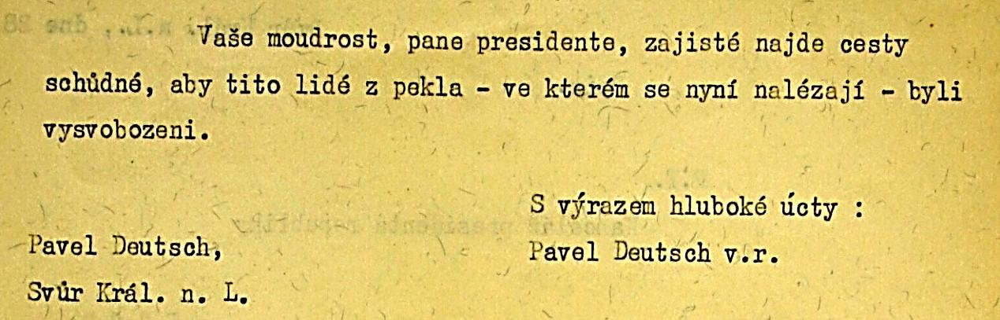 Vaše moudrost, pane presidente, zajisté najde cesty
schůdné, aby tito lidé z pekla - ve kterém se nyní nalézají - byli
vysvobozeni.
S výrazem hluboké úcty :
Pavel Deutsch v.r.
Pavel Deutsch,
Svůr Král. n. L.